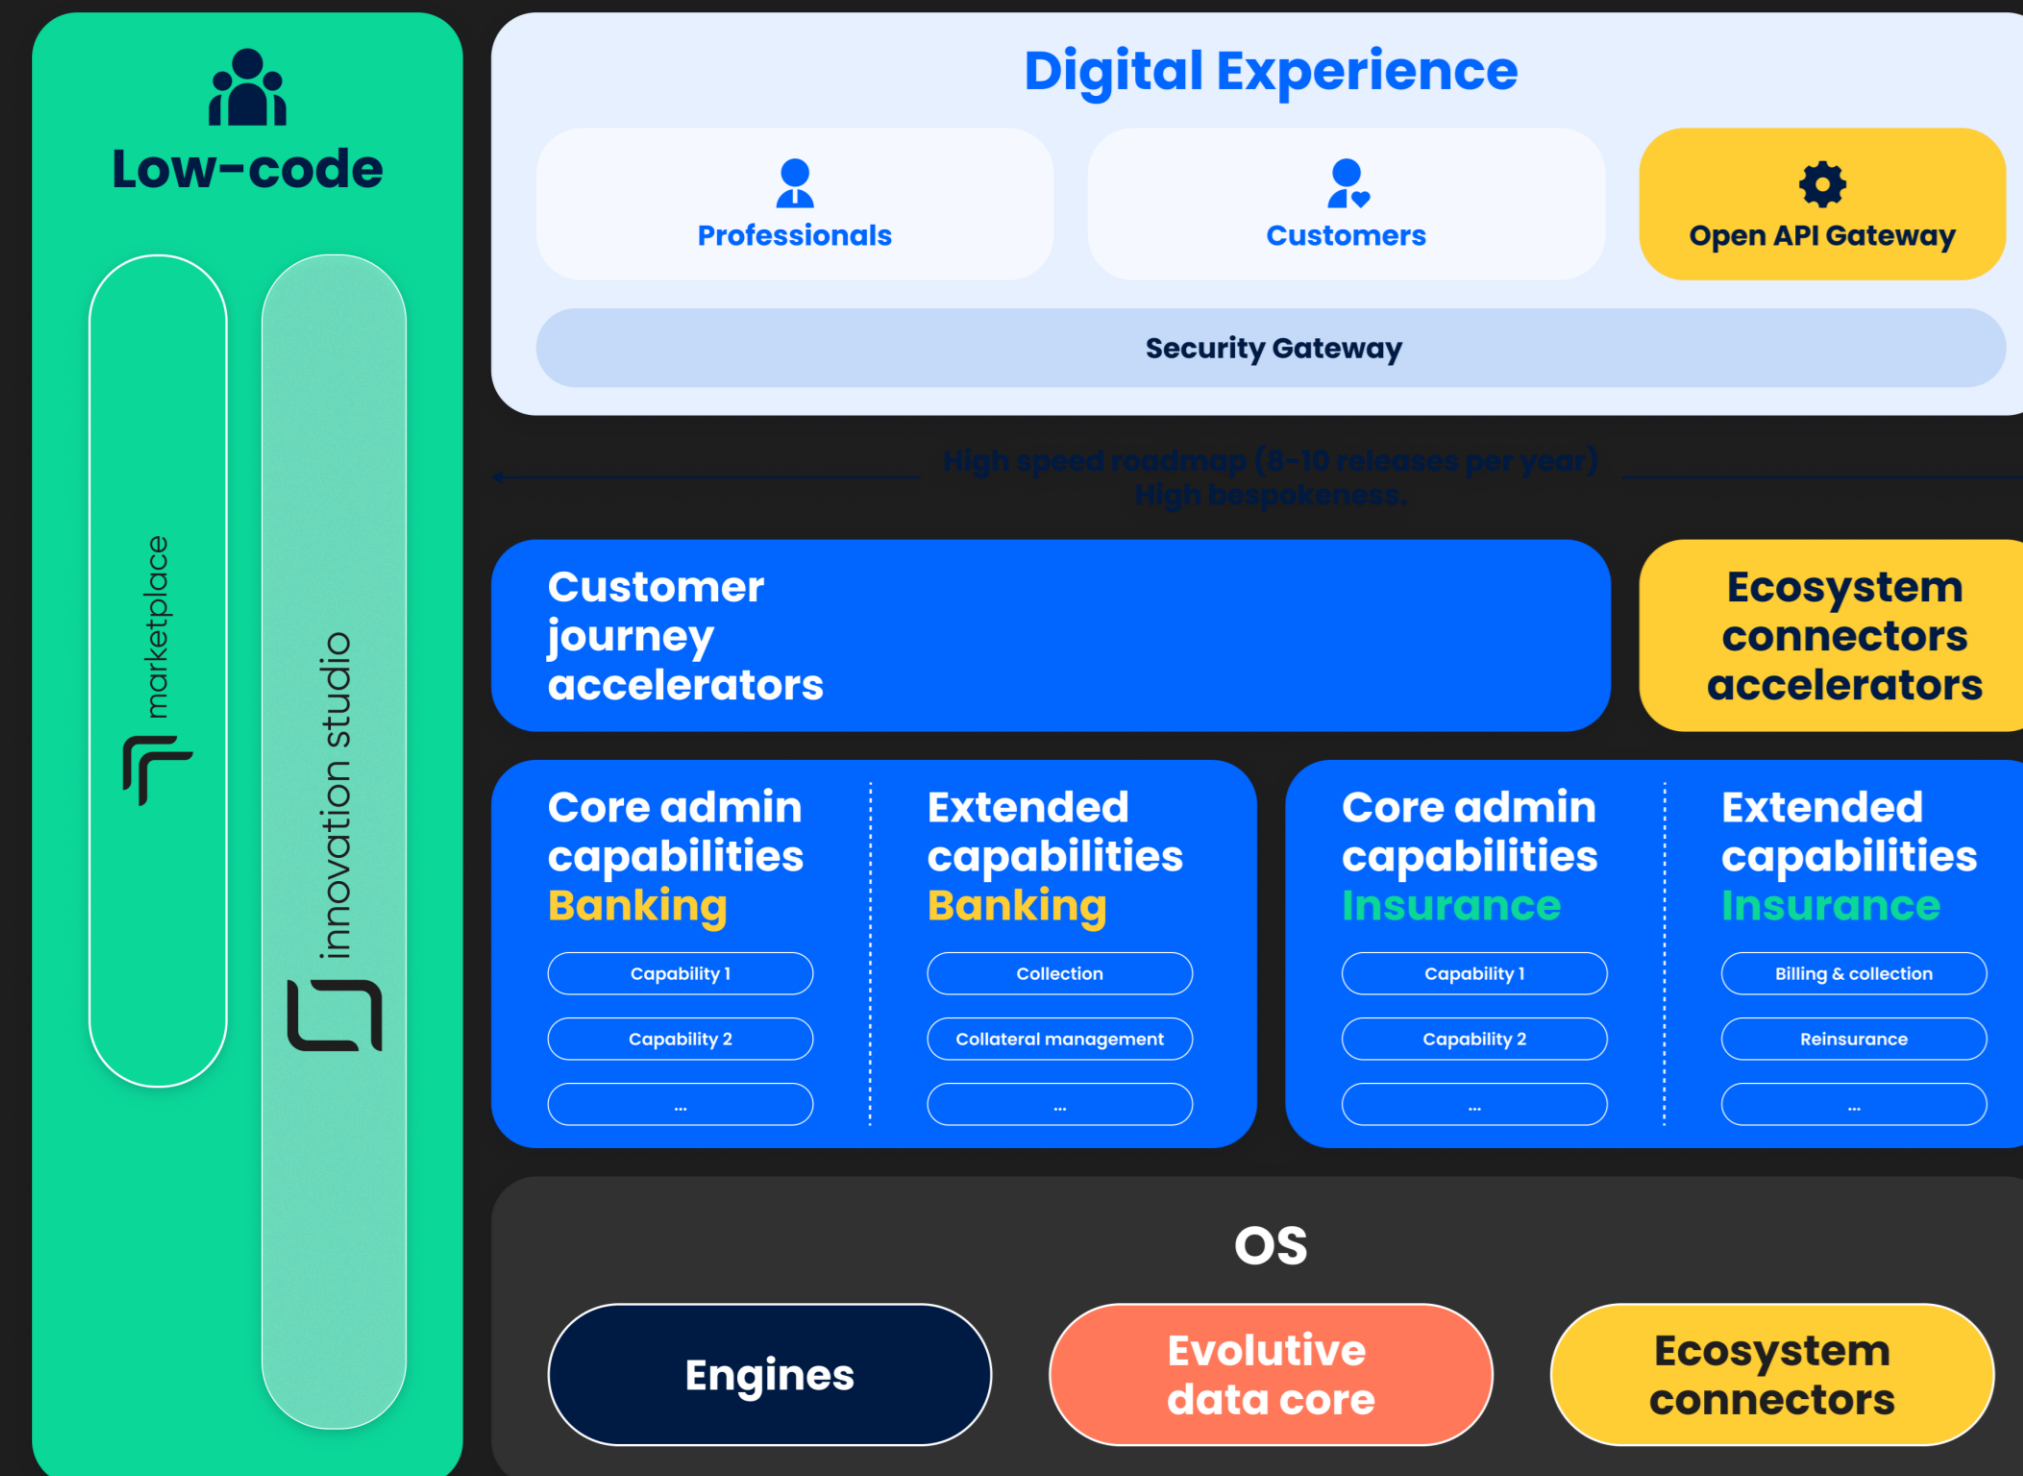 Low-code
marketplace
innovation studio
Digital Experience
Professionals
Customers
Open API Gateway
Security Gateway
High speed roadmap (8-10 releases per year)
High bespokeness.
Customer
journey
accelerators
Ecosystem
connectors
accelerators
Core admin
capabilities
Banking
Capability 1
Capability 2
...
Extended
capabilities
Banking
Collection
Collateral management
...
Core admin
capabilities
Insurance
Capability 1
Capability 2
...
Extended
capabilities
Insurance
Billing & collection
Reinsurance
...
OS
Engines
Evolutive
data core
Ecosystem
connectors